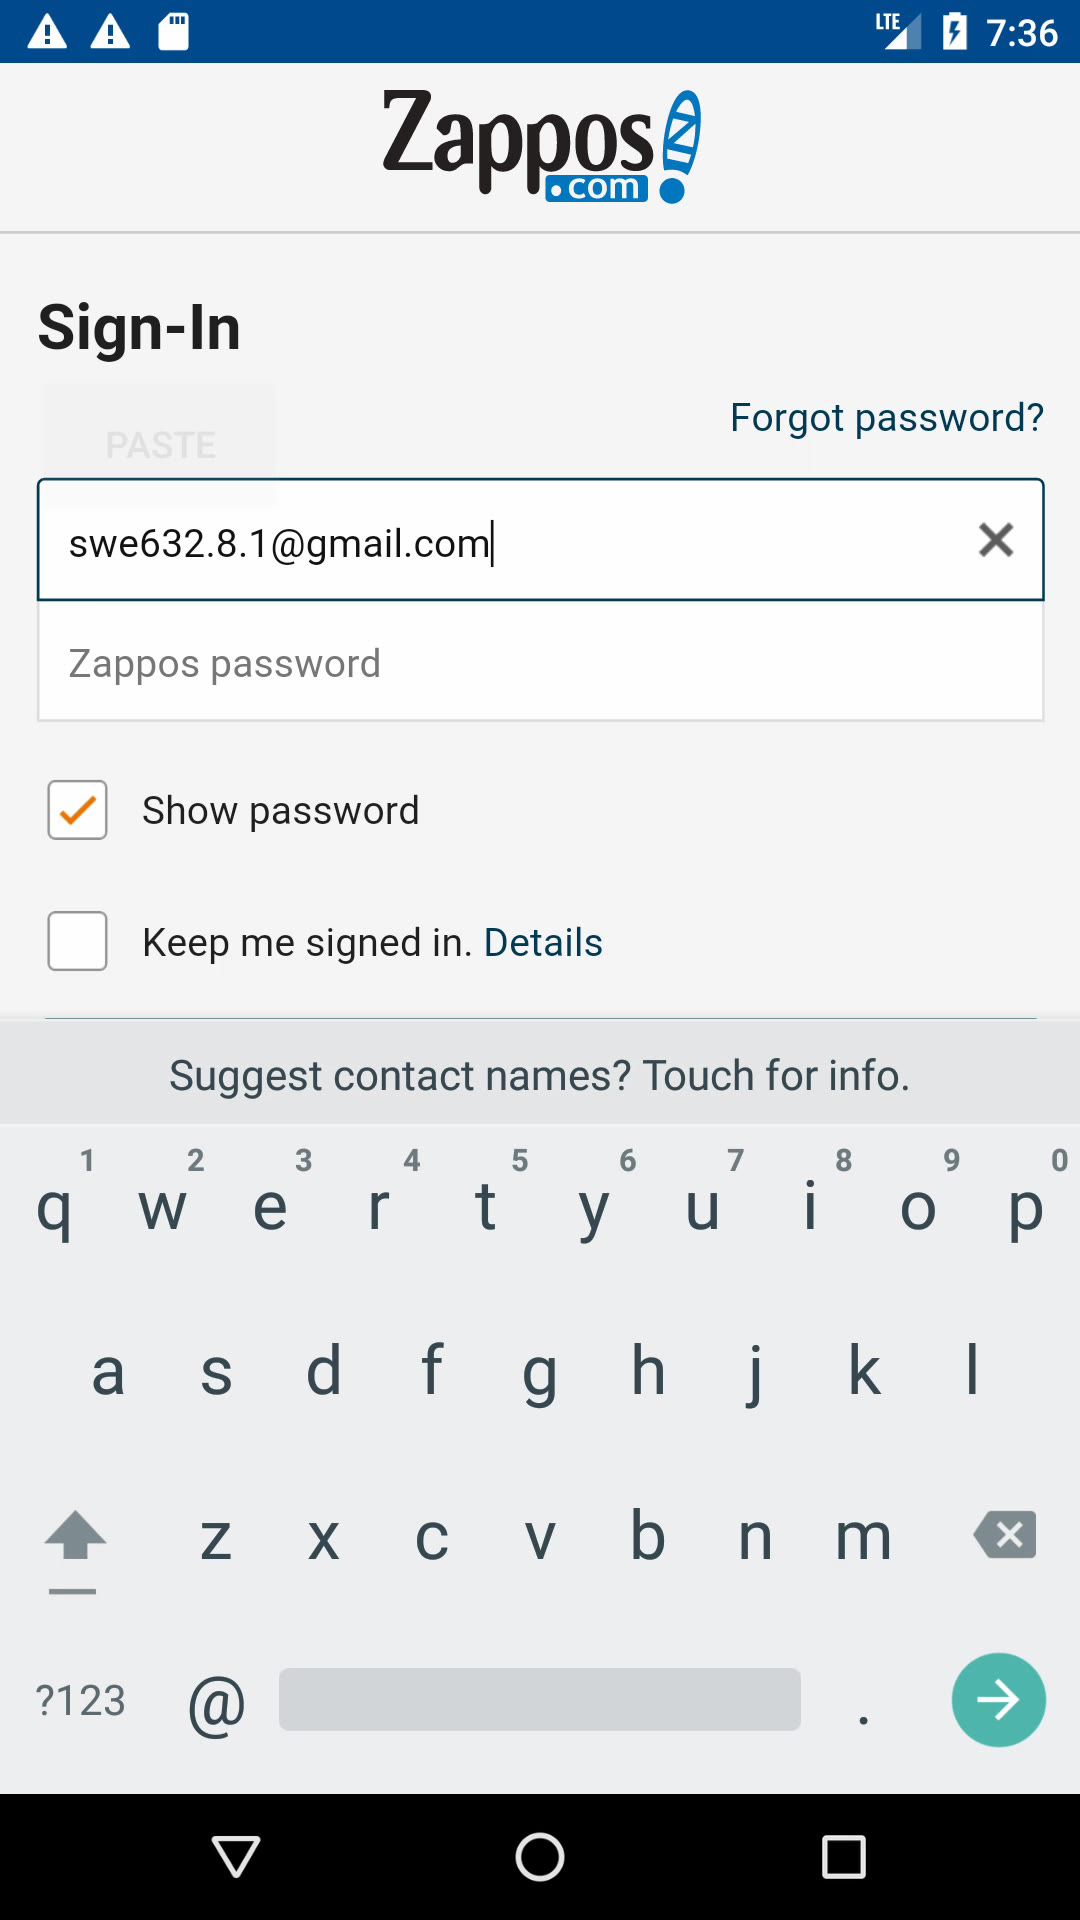 LTE 7:36
Zappos
.com
Sign-In
PASTE
Forgot password?
swe632.8.1@gmail.com
Zappos password
Show password
Keep me signed in. Details
Suggest contact names? Touch for info.
1 2 3 4 5 6 7 8 9 0
q w e r t y u i o p
a s d f g h j k l
z x c v b n m
?123 @ .